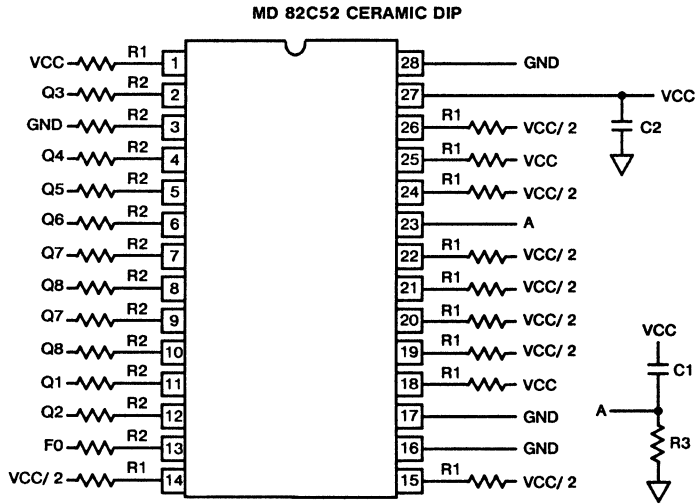 MD 82C52 CERAMIC DIP
VCC R1 1 28 GND
Q3 R2 2 27 VCC
GND R2 3 26 R1 VCC/ 2 C2
Q4 R2 4 25 R1 VCC
Q5 R2 5 24 R1 VCC/ 2
Q6 R2 6 23 A
Q7 R2 7 22 R1 VCC/ 2
Q8 R2 8 21 R1 VCC/ 2
Q7 R2 9 20 R1 VCC/ 2
VCC
Q8 R2 10 19 R1 VCC/ 2
C1
Q1 R2 11 18 R1 VCC
Q2 R2 12 17 GND A
F0 R2 13 16 GND R3
VCC/ 2 R1 14 15 R1 VCC/ 2